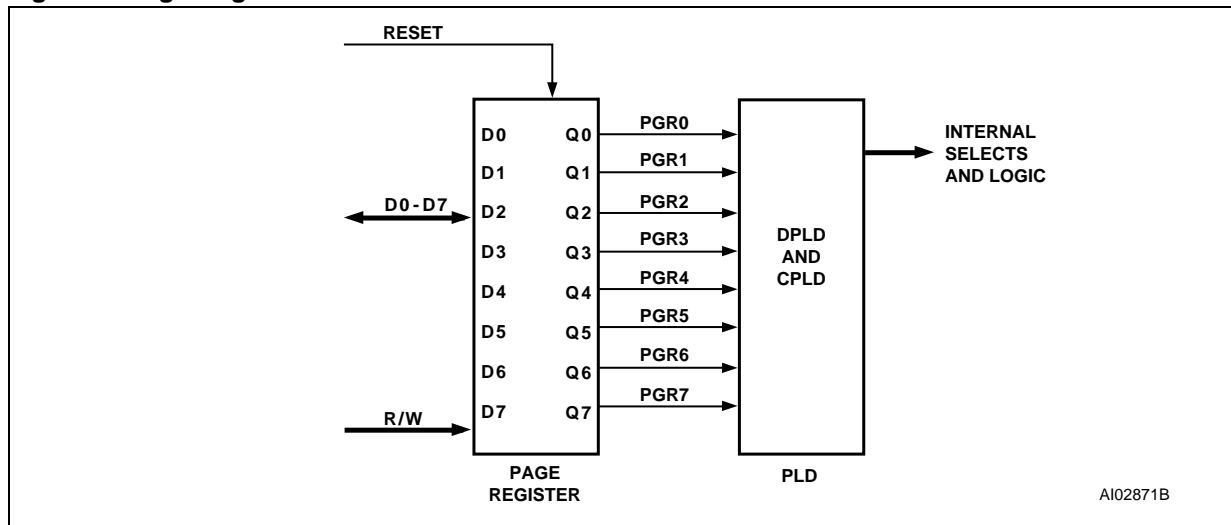 RESET
D0 Q0 PGR0
D1 Q1 PGR1
D0-D7 D2 Q2 PGR2
D3 Q3 PGR3
D4 Q4 PGR4
D5 Q5 PGR5
D6 Q6 PGR6
R/W D7 Q7 PGR7
DPLD
AND
CPLD
INTERNAL
SELECTS
AND LOGIC
PAGE
REGISTER
PLD
AI02871B